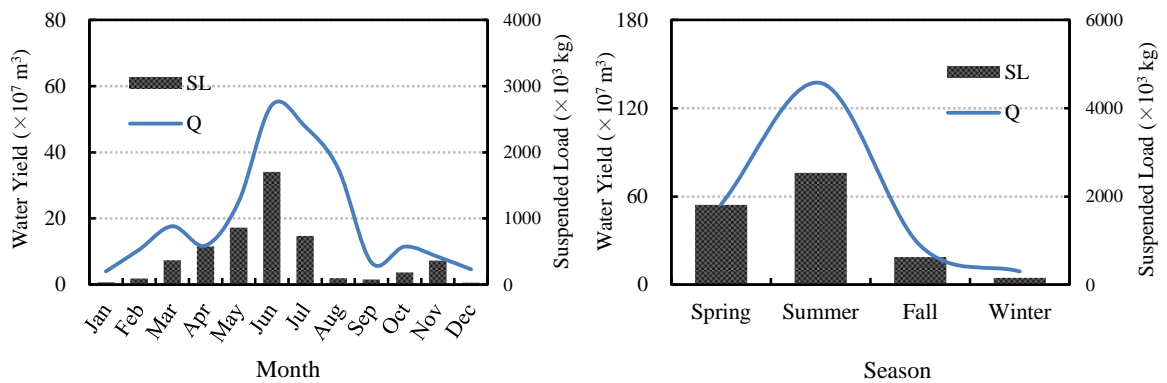 80
60
40
20
0
Water Yield (×10⁷ m³)
4000
3000
2000
1000
0
Suspended Load (×10³ kg)
SL
Q
Jan
Feb
Mar
Apr
May
Jun
Jul
Aug
Sep
Oct
Nov
Dec
Month
180
120
60
0
Water Yield (×10⁷ m³)
6000
4000
2000
0
Suspended Load (×10³ kg)
SL
Q
Spring
Summer
Fall
Winter
Season